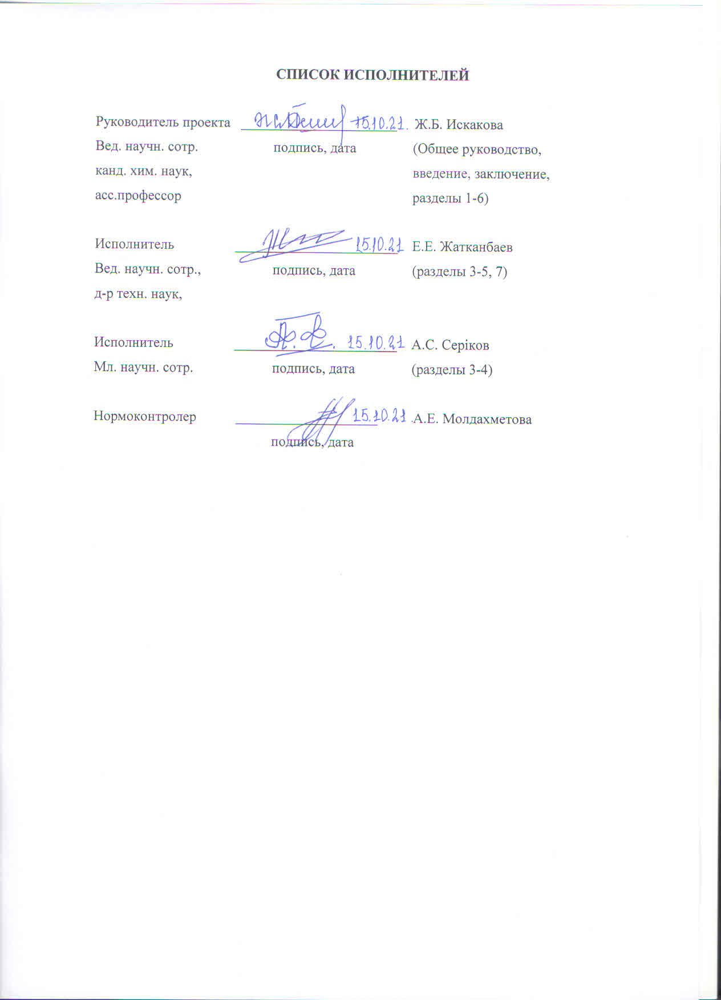 СПИСОК ИСПОЛНИТЕЛЕЙ
Руководитель проекта 15.10.21. Ж.Б. Искакова
Вед. научн. сотр. подпись, дата (Общее руководство,
канд. хим. наук, введение, заключение,
асс.профессор разделы 1-6)
Исполнитель 15.10.21 Е.Е. Жатканбаев
Вед. научн. сотр., подпись, дата (разделы 3-5, 7)
д-р техн. наук,
Исполнитель 15.10.21 А.С. Серіков
Мл. научн. сотр. подпись, дата (разделы 3-4)
Нормоконтролер 15.10.21 А.Е. Молдахметова
подпись, дата